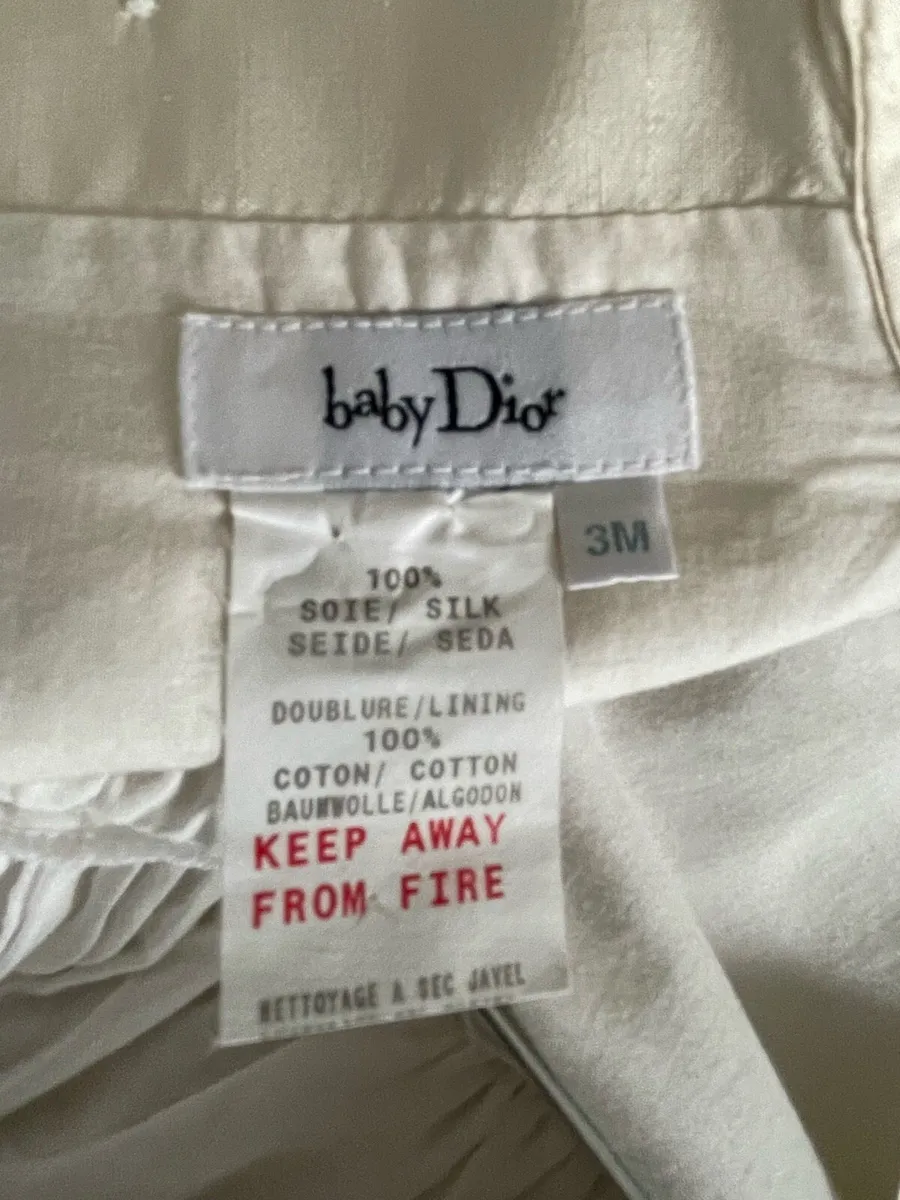 baby Dior
3M
100%
SOIE/ SILK
SEIDE/ SEDA
DOUBLURE/LINING
100%
COTON/ COTTON
BAUMWOLLE/ALGODON
KEEP AWAY
FROM FIRE
NETTOYAGE A SEC JAVEL